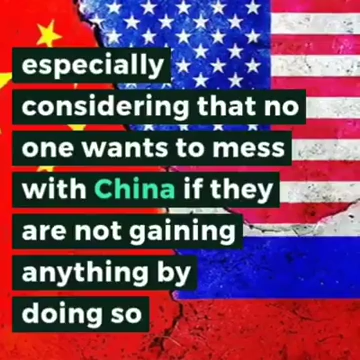 especially
considering that no
one wants to mess
with China if they
are not gaining
anything by
doing so